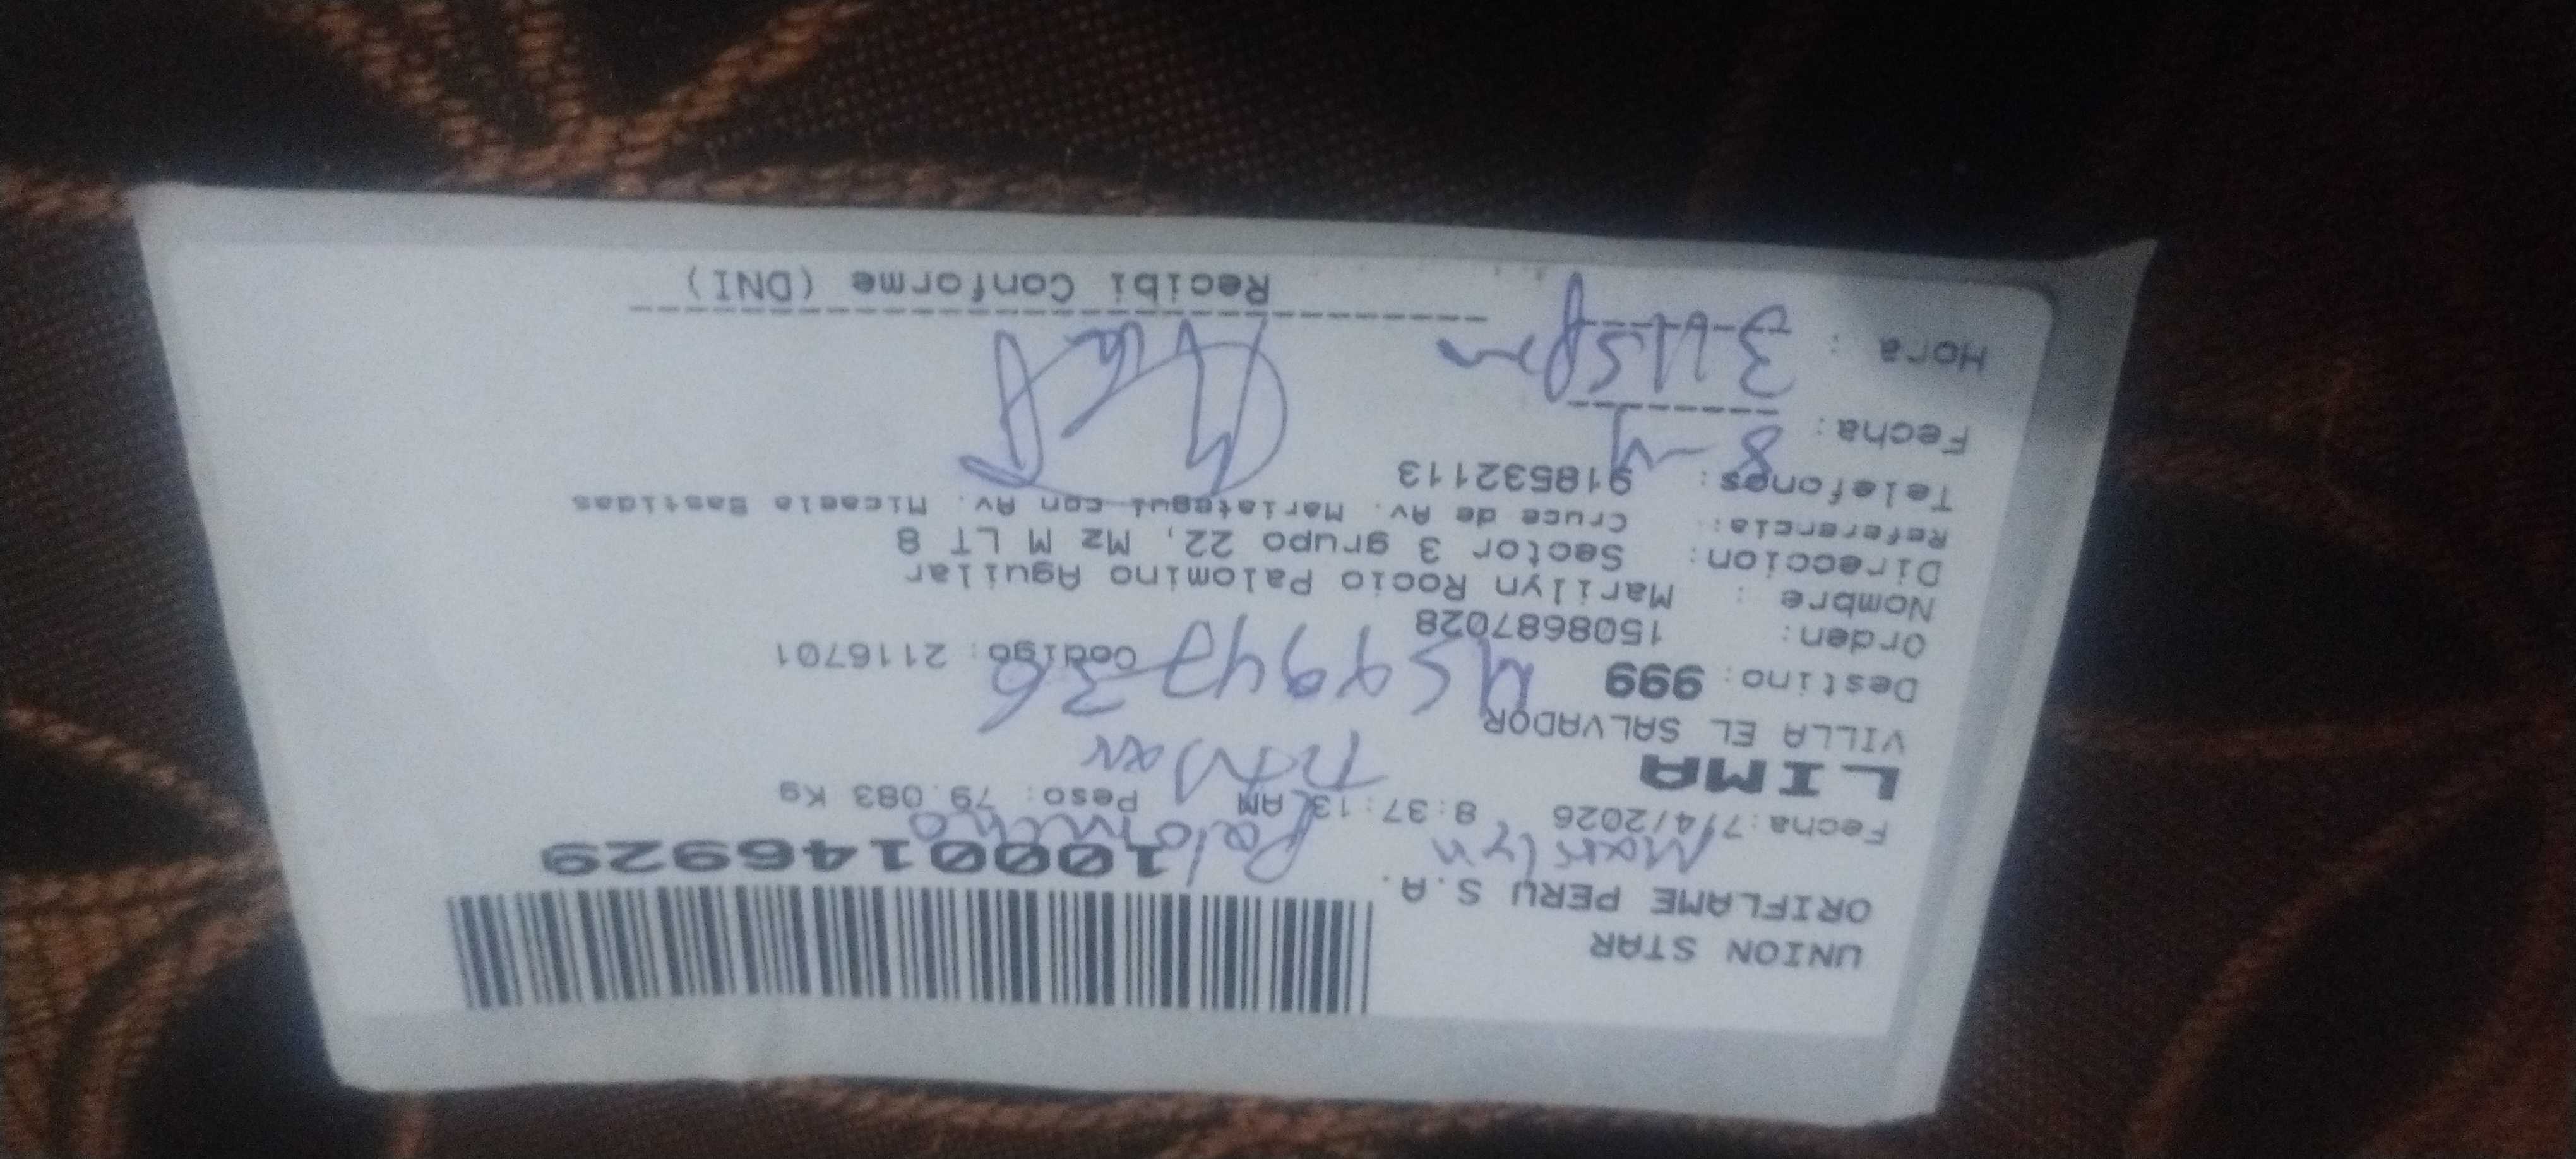 UNION STAR
ORIFLAME PERU S.A.
1000146929
Marilyn Palomino
Fecha:7/4/2026 8:37:13 AM Peso: 79.083 Kg
LIMA
Titular
VILLA EL SALVADOR
Destino: 999 Codigo: 2116701
Orden: 1508687028
Nombre : Marilyn Rocio Palomino Aguilar
Direccion: Sector 3 grupo 22, Mz M LT 8
Referencia: Cruce de Av. Mariategui con Av. Micaela Bastidas
Telefonos: 918532113
Fecha: 8-4
Hora : 3:45pm
Recibi Conforme (DNI)